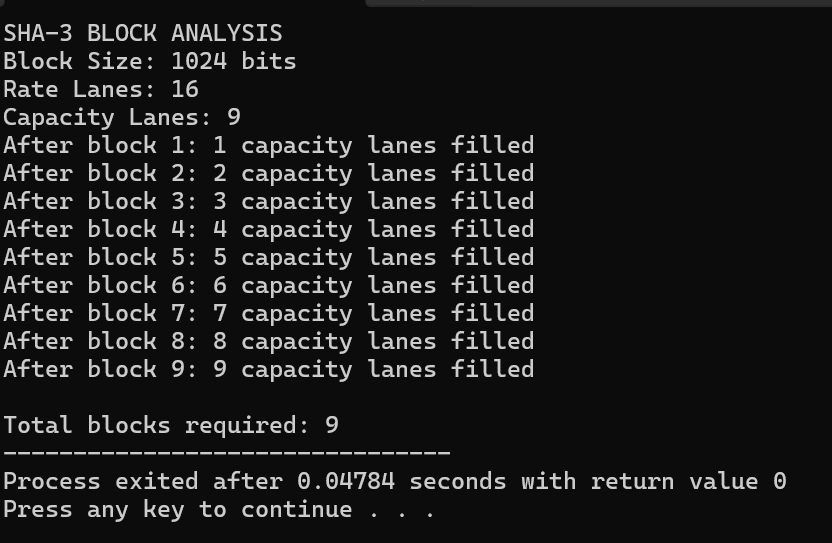 SHA-3 BLOCK ANALYSIS
Block Size: 1024 bits
Rate Lanes: 16
Capacity Lanes: 9
After block 1: 1 capacity lanes filled
After block 2: 2 capacity lanes filled
After block 3: 3 capacity lanes filled
After block 4: 4 capacity lanes filled
After block 5: 5 capacity lanes filled
After block 6: 6 capacity lanes filled
After block 7: 7 capacity lanes filled
After block 8: 8 capacity lanes filled
After block 9: 9 capacity lanes filled

Total blocks required: 9
--------------------------------
Process exited after 0.04784 seconds with return value 0
Press any key to continue . . .